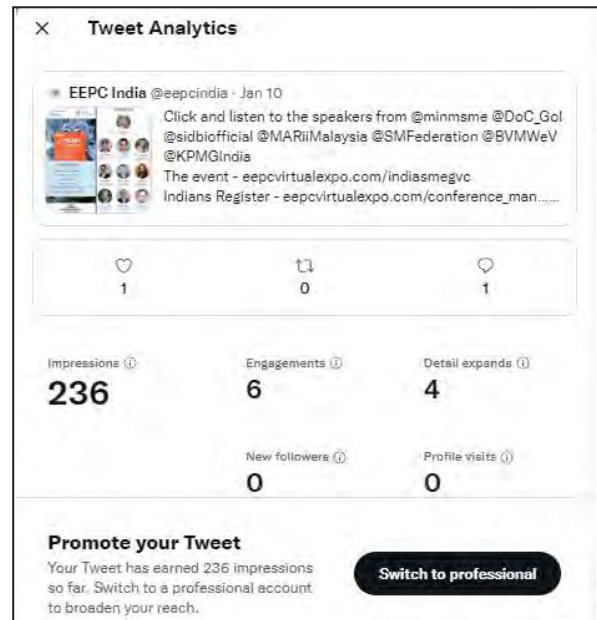 Tweet Analytics
EEPC India @eepcindia · Jan 10
Click and listen to the speakers from @minmsme @DoC_GoI
@sidbiofficial @MARiiMalaysia @SMFederation @BVMWeV
@KPMGIndia
The event - eepcvirtualexpo.com/indiasmegvc
Indians Register - eepcvirtualexpo.com/conference_man......
1 0 1
Impressions Engagements Detail expands
236 6 4
New followers Profile visits
0 0
Promote your Tweet
Your Tweet has earned 236 impressions
so far. Switch to a professional account
to broaden your reach.
Switch to professional